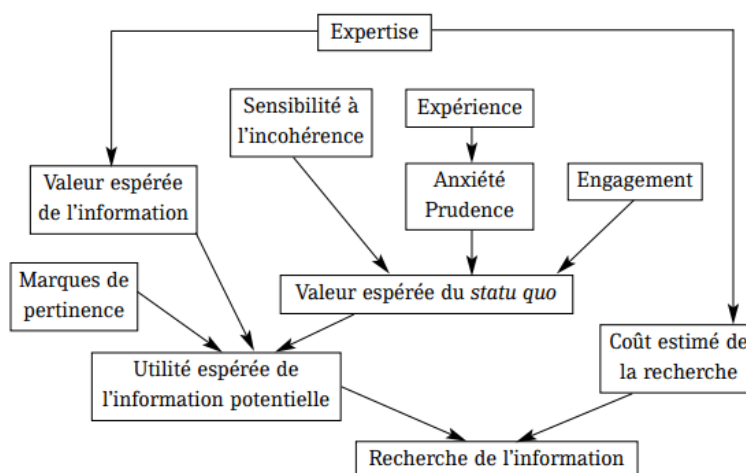 Expertise
Sensibilité à
l'incohérence
Expérience
Valeur espérée
de l'information
Anxiété
Prudence
Engagement
Marques de
pertinence
Valeur espérée du statu quo
Utilité espérée de
l'information potentielle
Coût estimé de
la recherche
Recherche de l'information